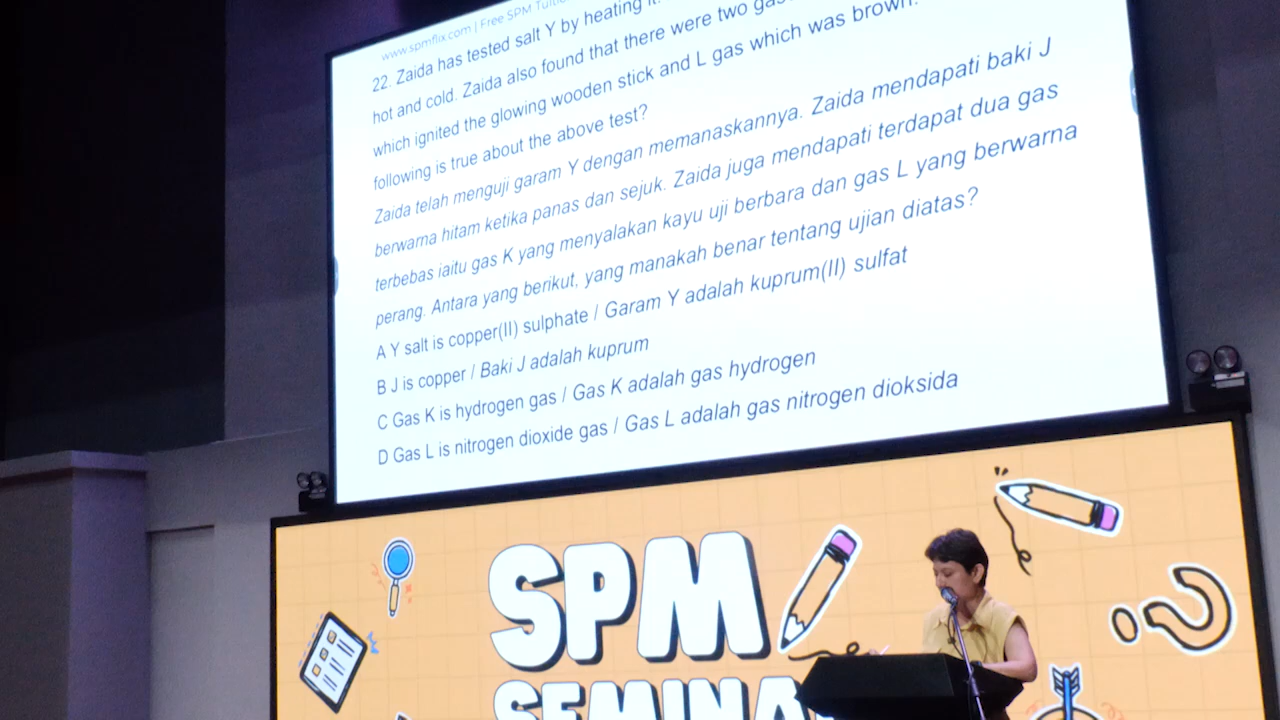 www.spmflix.com | Free SPM Tuition
22. Zaida has tested salt Y by heating it.
hot and cold. Zaida also found that there were two gas
which ignited the glowing wooden stick and L gas which was brown.
following is true about the above test?
Zaida telah menguji garam Y dengan memanaskannya. Zaida mendapati baki J
berwarna hitam ketika panas dan sejuk. Zaida juga mendapati terdapat dua gas
terbebas iaitu gas K yang menyalakan kayu uji berbara dan gas L yang berwarna
perang. Antara yang berikut, yang manakah benar tentang ujian diatas?
A Y salt is copper(II) sulphate / Garam Y adalah kuprum(II) sulfat
B J is copper / Baki J adalah kuprum
C Gas K is hydrogen gas / Gas K adalah gas hydrogen
D Gas L is nitrogen dioxide gas / Gas L adalah gas nitrogen dioksida
SPM
SEMINA